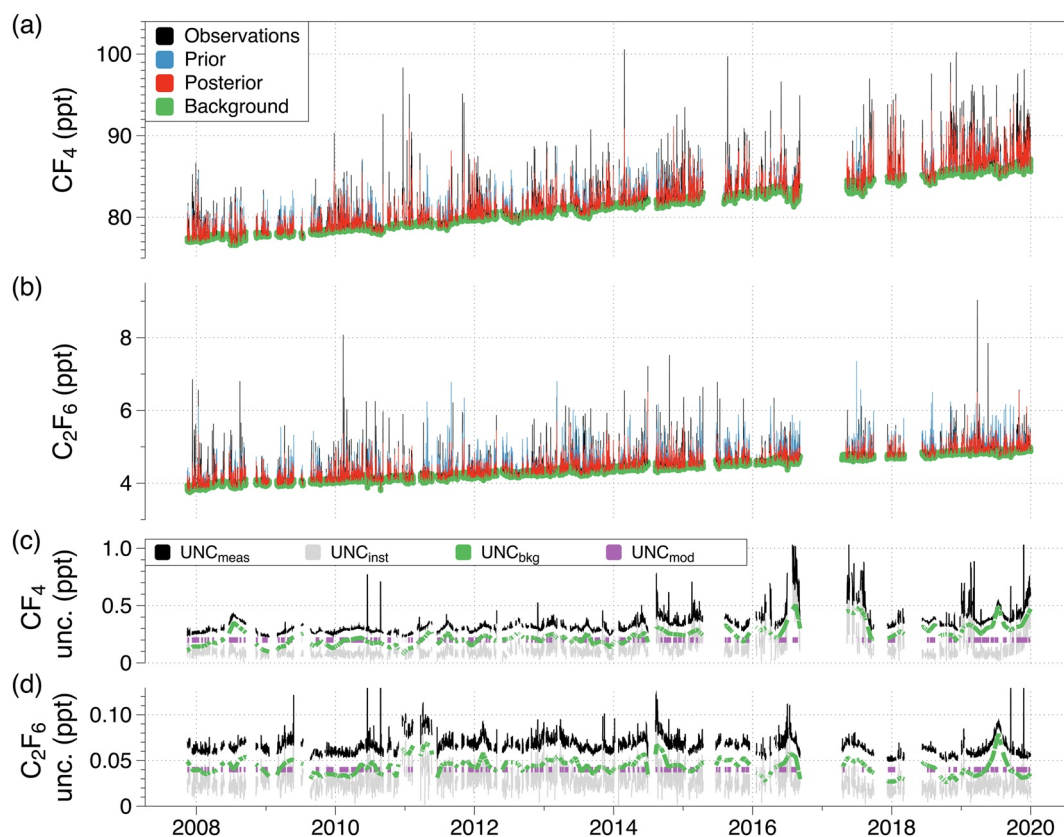 (a)
Observations
Prior
Posterior
Background
CF₄ (ppt)
100
90
80
(b)
C₂F₆ (ppt)
8
6
4
(c)
UNCmeas UNCinst UNCbkg UNCmod
CF₄
unc. (ppt)
1.0
0.5
0
(d)
C₂F₆
unc. (ppt)
0.10
0.05
0
2008 2010 2012 2014 2016 2018 2020